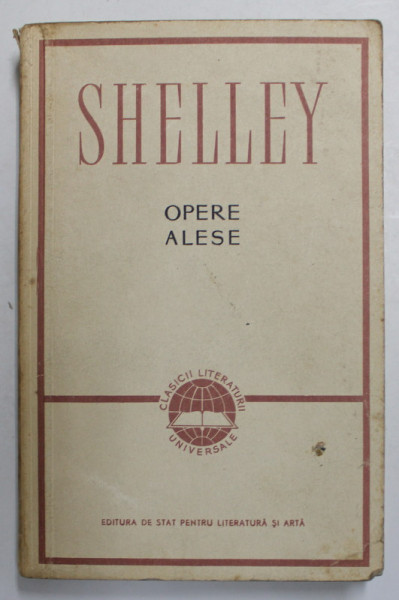 SHELLEY
OPERE
ALESE
CLASICII LITERATURII
UNIVERSALE
EDITURA DE STAT PENTRU LITERATURĂ ȘI ARTĂ